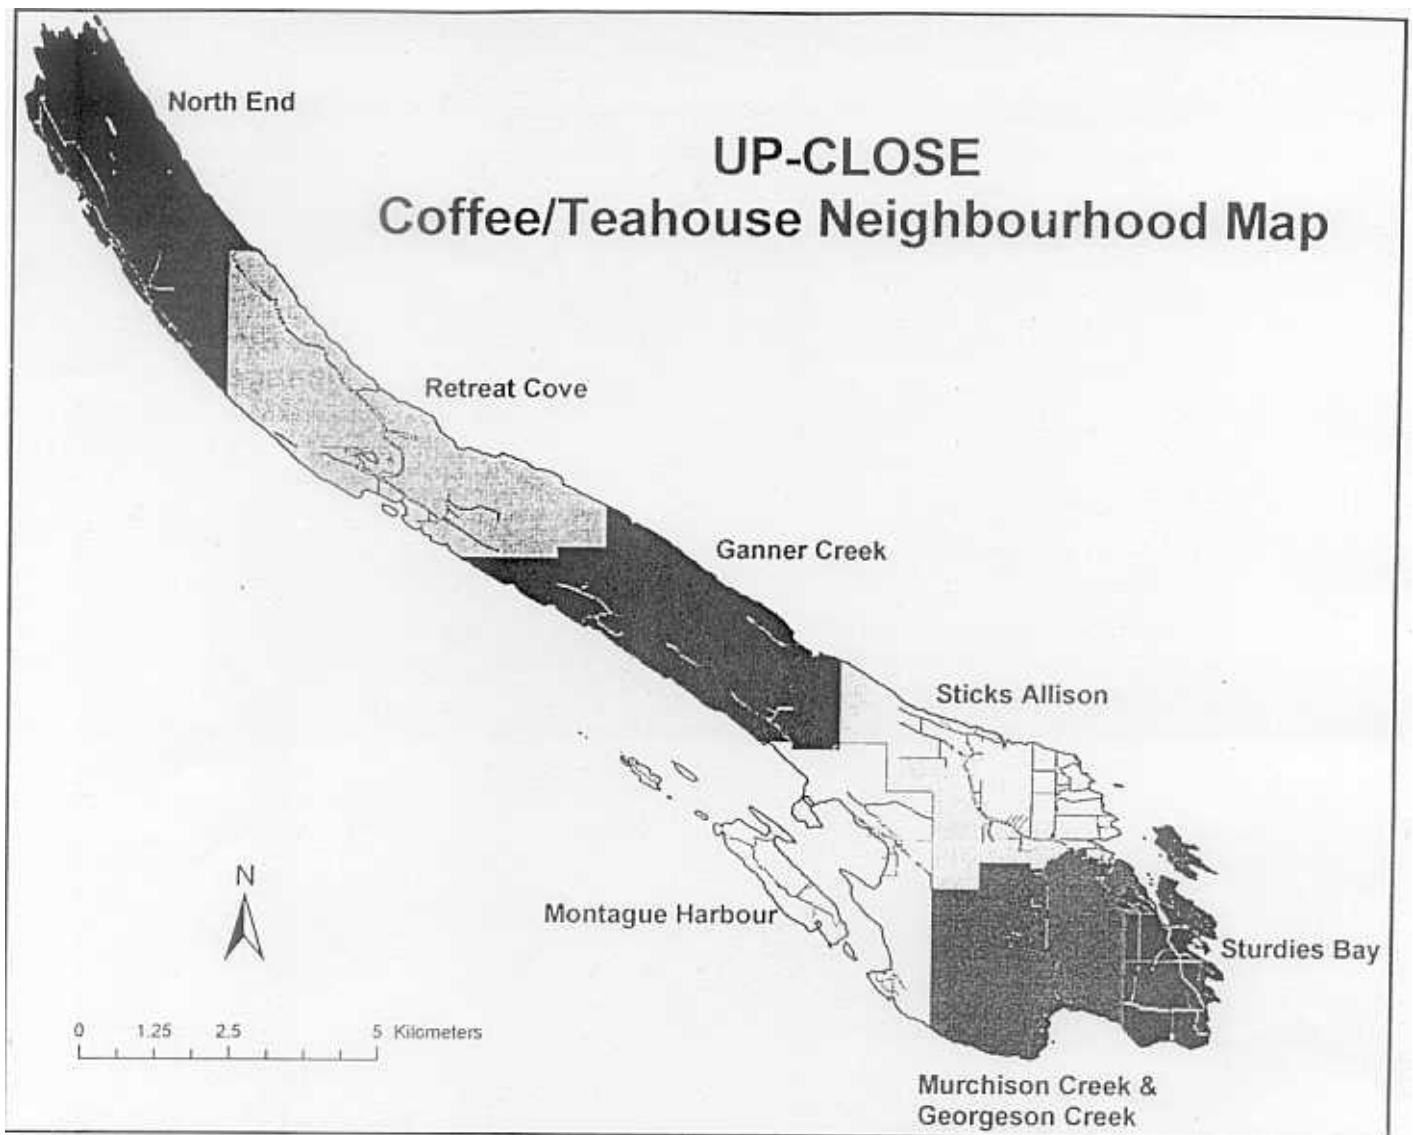 North End
UP-CLOSE
Coffee/Teahouse Neighbourhood Map
Retreat Cove
Ganner Creek
Sticks Allison
Montague Harbour
Sturdies Bay
N
0 1.25 2.5 5 Kilometers
Murchison Creek &
Georgeson Creek